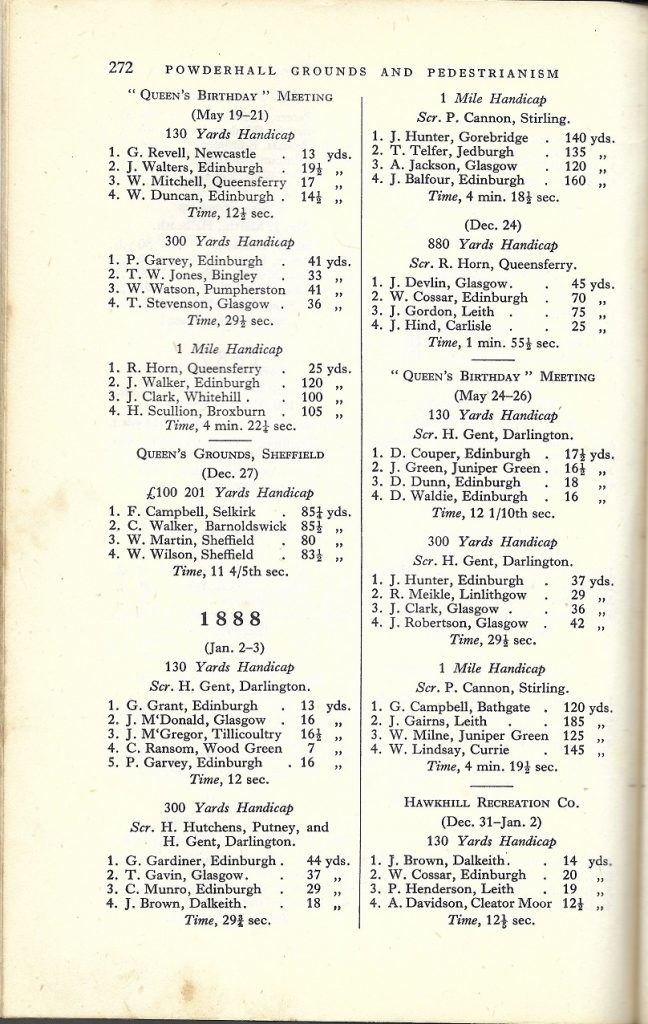 272 POWDERHALL GROUNDS AND PEDESTRIANISM
“ QUEEN'S BIRTHDAY ” MEETING
(May 19–21)
130 Yards Handicap
1. G. Revell, Newcastle . 13 yds.
2. J. Walters, Edinburgh . 19½ ,,
3. W. Mitchell, Queensferry 17 ,,
4. W. Duncan, Edinburgh . 14½ ,,
Time, 12½ sec.
300 Yards Handicap
1. P. Garvey, Edinburgh . 41 yds.
2. T. W. Jones, Bingley . 33 ,,
3. W. Watson, Pumpherston 41 ,,
4. T. Stevenson, Glasgow . 36 ,,
Time, 29½ sec.
1 Mile Handicap
1. R. Horn, Queensferry . 25 yds.
2. J. Walker, Edinburgh . 120 ,,
3. J. Clark, Whitehill . . 100 ,,
4. H. Scullion, Broxburn . 105 ,,
Time, 4 min. 22¼ sec.
QUEEN'S GROUNDS, SHEFFIELD
(Dec. 27)
£100 201 Yards Handicap
1. F. Campbell, Selkirk . 85¼ yds.
2. C. Walker, Barnoldswick 85½ ,,
3. W. Martin, Sheffield . 80 ,,
4. W. Wilson, Sheffield . 83½ ,,
Time, 11 4/5th sec.
1888
(Jan. 2–3)
130 Yards Handicap
Scr. H. Gent, Darlington.
1. G. Grant, Edinburgh . 13 yds.
2. J. M‘Donald, Glasgow . 16 ,,
3. J. M‘Gregor, Tillicoultry 16½ ,,
4. C. Ransom, Wood Green 7 ,,
5. P. Garvey, Edinburgh . 16 ,,
Time, 12 sec.
300 Yards Handicap
Scr. H. Hutchens, Putney, and
H. Gent, Darlington.
1. G. Gardiner, Edinburgh . 44 yds.
2. T. Gavin, Glasgow. . 37 ,,
3. C. Munro, Edinburgh . 29 ,,
4. J. Brown, Dalkeith. . 18 ,,
Time, sec.
1 Mile Handicap
Scr. P. Cannon, Stirling.
1. J. Hunter, Gorebridge . 140 yds.
2. T. Telfer, Jedburgh . 135 ,,
3. A. Jackson, Glasgow . 120 ,,
4. J. Balfour, Edinburgh . 160 ,,
Time, 4 min. 18½ sec.
(Dec. 24)
880 Yards Handicap
Scr. R. Horn, Queensferry.
1. J. Devlin, Glasgow. . 45 yds.
2. W. Cossar, Edinburgh . 70 ,,
3. J. Gordon, Leith . . 75 ,,
4. J. Hind, Carlisle . . 25 ,,
Time, 1 min. 55½ sec.
“ QUEEN'S BIRTHDAY ” MEETING
(May 24–26)
130 Yards Handicap
Scr. H. Gent, Darlington.
1. D. Couper, Edinburgh . 17½ yds.
2. J. Green, Juniper Green . 16½ ,,
3. D. Dunn, Edinburgh . 18 ,,
4. D. Waldie, Edinburgh . 16 ,,
Time, 12 1/10th sec.
300 Yards Handicap
Scr. H. Gent, Darlington.
1. J. Hunter, Edinburgh . 37 yds.
2. R. Meikle, Linlithgow . 29 ,,
3. J. Clark, Glasgow . . 36 ,,
4. J. Robertson, Glasgow . 42 ,,
Time, 29½ sec.
1 Mile Handicap
Scr. P. Cannon, Stirling.
1. G. Campbell, Bathgate . 120 yds.
2. J. Gairns, Leith . . 185 ,,
3. W. Milne, Juniper Green 125 ,,
4. W. Lindsay, Currie . 145 ,,
Time, 4 min. 19½ sec.
HAWKHILL RECREATION CO.
(Dec. 31–Jan. 2)
130 Yards Handicap
1. J. Brown, Dalkeith. . 14 yds.
2. W. Cossar, Edinburgh . 20 ,,
3. P. Henderson, Leith . 19 ,,
4. A. Davidson, Cleator Moor 12½ ,,
Time, sec.